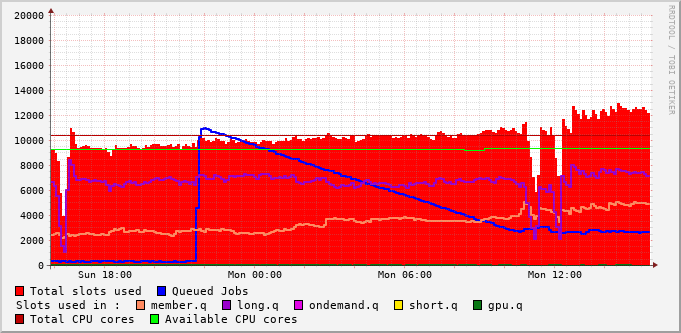 20000
18000
16000
14000
12000
10000
8000
6000
4000
2000
0
Sun 18:00 Mon 00:00 Mon 06:00 Mon 12:00
RRDTOOL / TOBI OETIKER
Total slots used Queued Jobs
Slots used in : member.q long.q ondemand.q short.q gpu.q
Total CPU cores Available CPU cores